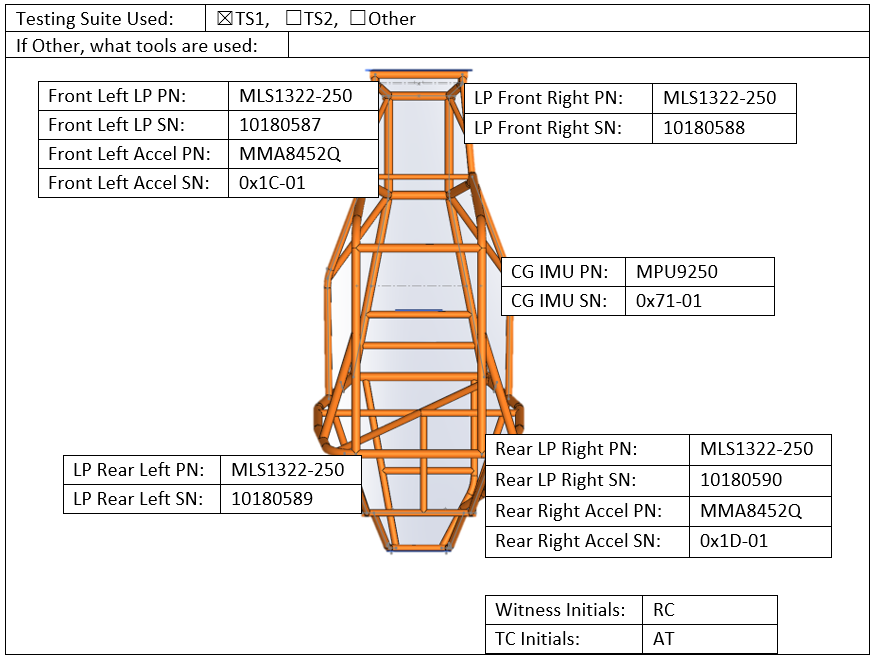 Testing Suite Used: ☒TS1, ☐TS2, ☐Other
If Other, what tools are used:
Front Left LP PN: MLS1322-250
Front Left LP SN: 10180587
Front Left Accel PN: MMA8452Q
Front Left Accel SN: 0x1C-01
LP Front Right PN: MLS1322-250
LP Front Right SN: 10180588
CG IMU PN: MPU9250
CG IMU SN: 0x71-01
LP Rear Left PN: MLS1322-250
LP Rear Left SN: 10180589
Rear LP Right PN: MLS1322-250
Rear LP Right SN: 10180590
Rear Right Accel PN: MMA8452Q
Rear Right Accel SN: 0x1D-01
Witness Initials: RC
TC Initials: AT